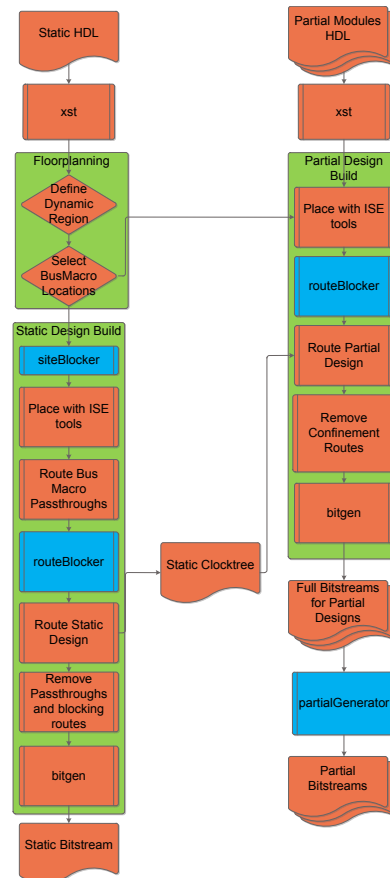 Static HDL
xst
Floorplanning
Define
Dynamic
Region
Select
BusMacro
Locations
Static Design Build
siteBlocker
Place with ISE
tools
Route Bus
Macro
Passthroughs
routeBlocker
Route Static
Design
Remove
Passthroughs
and blocking
routes
bitgen
Static Bitstream
Static Clocktree
Partial Modules
HDL
xst
Partial Design
Build
Place with ISE
tools
routeBlocker
Route Partial
Design
Remove
Confinement
Routes
bitgen
Full Bitstreams
for Partial
Designs
partialGenerator
Partial
Bitstreams